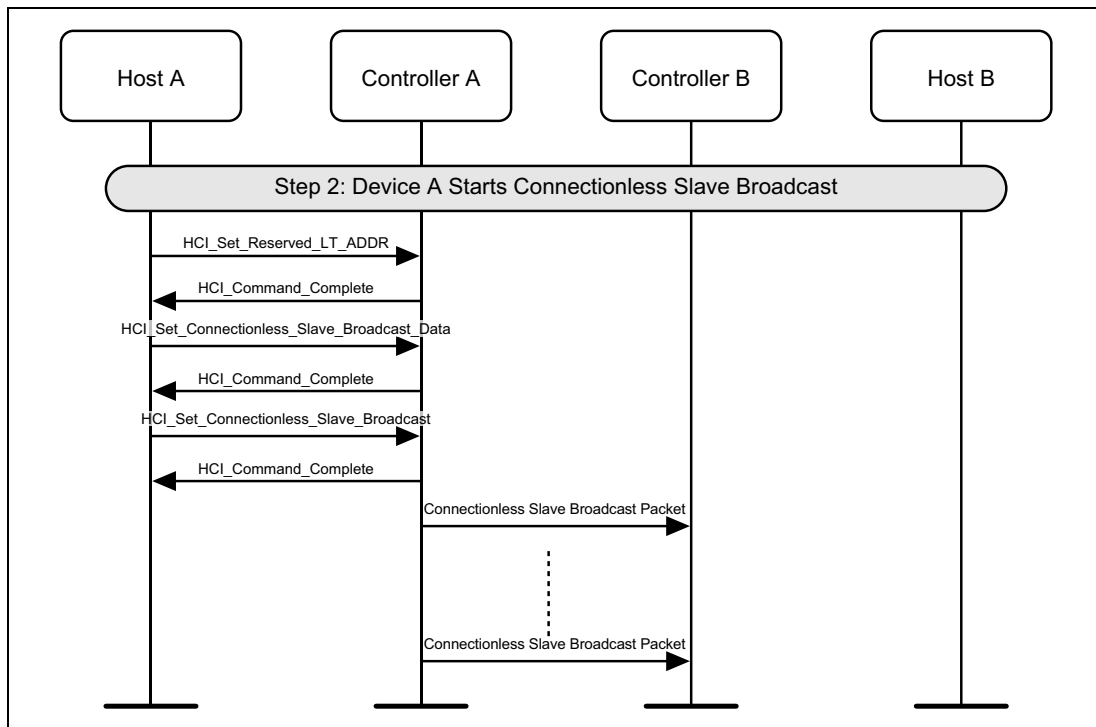 Host A
Controller A
Controller B
Host B
Step 2: Device A Starts Connectionless Slave Broadcast
HCI_Set_Reserved_LT_ADDR
HCI_Command_Complete
HCI_Set_Connectionless_Slave_Broadcast_Data
HCI_Command_Complete
HCI_Set_Connectionless_Slave_Broadcast
HCI_Command_Complete
Connectionless Slave Broadcast Packet
Connectionless Slave Broadcast Packet